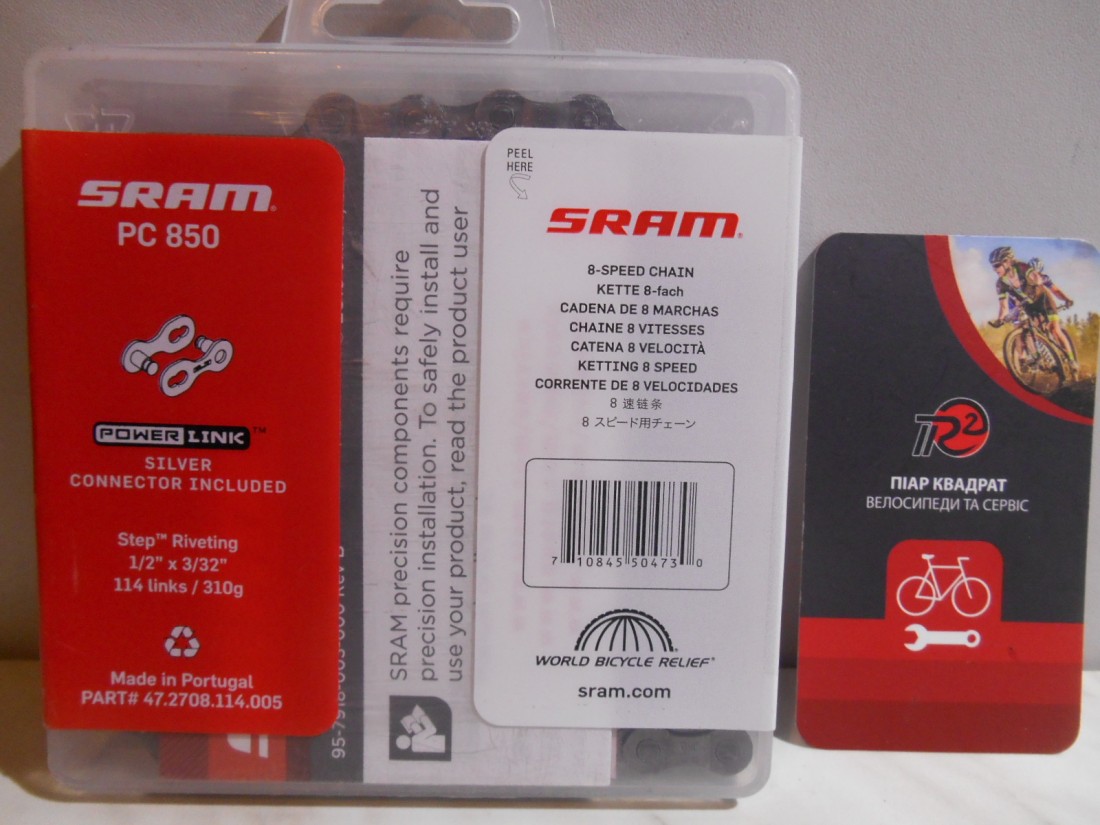 SRAM®
PC 850
POWER LINK™
SILVER
CONNECTOR INCLUDED
Step™ Riveting
1/2" x 3/32"
114 links / 310g
Made in Portugal
PART# 47.2708.114.005
SRAM precision components require
precision installation. To safely install and
use your product, read the product user
PEEL
HERE
SRAM®
8-SPEED CHAIN
KETTE 8-fach
CADENA DE 8 MARCHAS
CHAINE 8 VITESSES
CATENA 8 VELOCITÀ
KETTING 8 SPEED
CORRENTE DE 8 VELOCIDADES
8 速链条
8 スピード用チェーン
7 10845 50473 0
WORLD BICYCLE RELIEF®
sram.com
R2
ПІАР КВАДРАТ
ВЕЛОСИПЕДИ ТА СЕРВІС